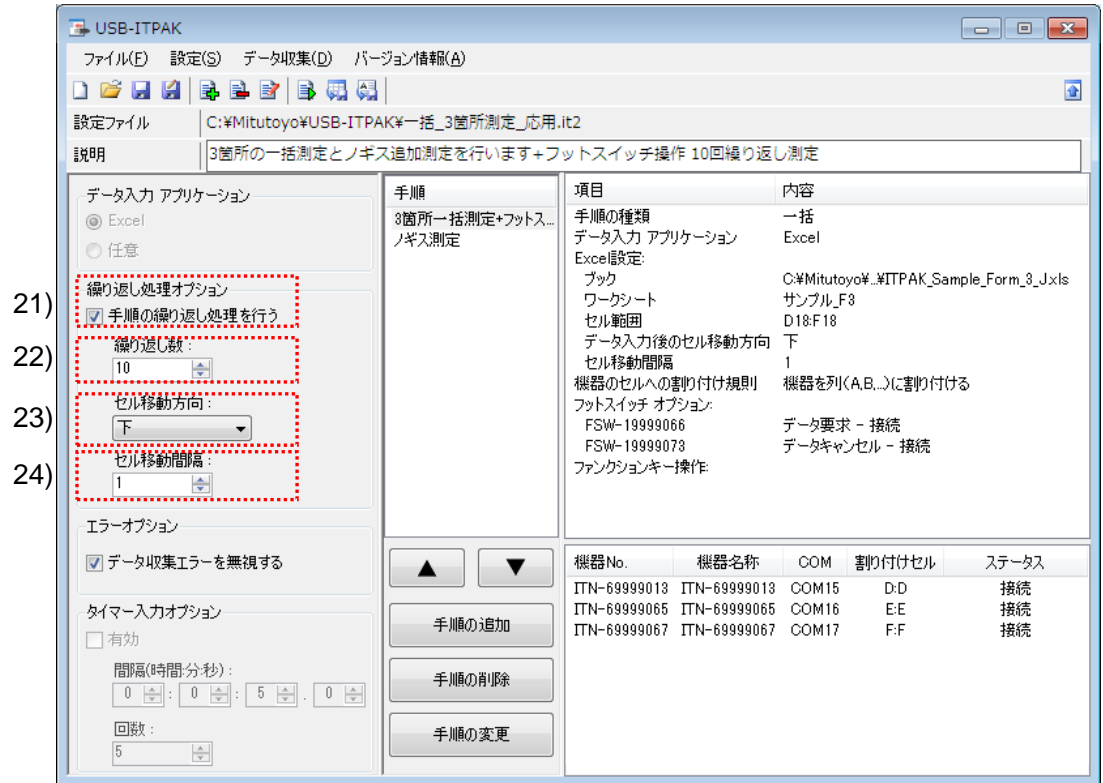 USB-ITPAK
ファイル(F) 設定(S) データ収集(D) バージョン情報(A)
設定ファイル C:¥Mitutoyo¥USB-ITPAK¥一括_3箇所測定_応用.it2
説明 3箇所の一括測定とノギス追加測定を行います+フットスイッチ操作 10回繰り返し測定
データ入力 アプリケーション
Excel
任意
21) 繰り返し処理オプション
手順の繰り返し処理を行う
22) 繰り返し数:
10
23) セル移動方向:
下
24) セル移動間隔:
1
エラーオプション
データ収集エラーを無視する
タイマー入力オプション
有効
間隔(時間:分:秒):
0 : 0 : 5 . 0
回数:
5
手順
3箇所一括測定+フットス...
ノギス測定
▲ ▼
手順の追加
手順の削除
手順の変更
項目 内容
手順の種類 一括
データ入力 アプリケーション Excel
Excel設定:
ブック C:¥Mitutoyo¥...¥ITPAK_Sample_Form_3_J.xls
ワークシート サンプル_F3
セル範囲 D18:F18
データ入力後のセル移動方向 下
セル移動間隔 1
機器のセルへの割り付け規則 機器を列(A,B,...)に割り付ける
フットスイッチ オプション:
FSW-19999066 データ要求 - 接続
FSW-19999073 データキャンセル - 接続
ファンクションキー操作:
機器No. 機器名称 COM 割り付けセル ステータス
ITN-69999013 ITN-69999013 COM15 D:D 接続
ITN-69999065 ITN-69999065 COM16 E:E 接続
ITN-69999067 ITN-69999067 COM17 F:F 接続